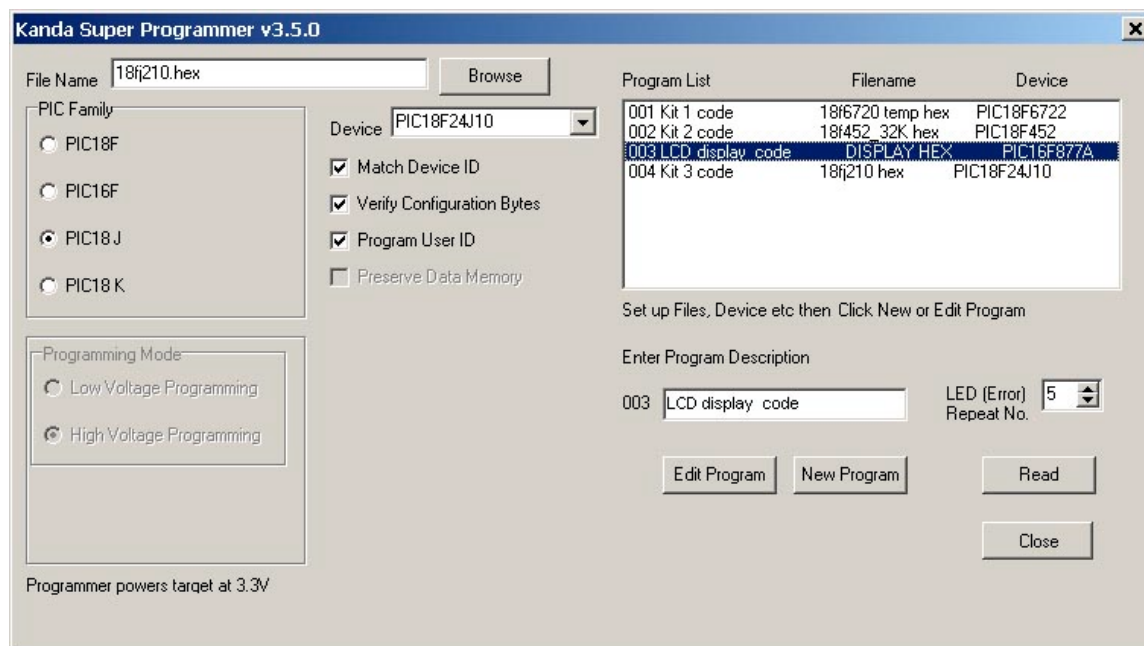 Kanda Super Programmer v3.5.0
File Name 18fj210.hex Browse
PIC Family
PIC18F
PIC16F
PIC18 J
PIC18 K
Device PIC18F24J10
Match Device ID
Verify Configuration Bytes
Program User ID
Preserve Data Memory
Programming Mode
Low Voltage Programming
High Voltage Programming
Programmer powers target at 3.3V
Program List Filename Device
001 Kit 1 code 18f6720 temp hex PIC18F6722
002 Kit 2 code 18f452_32K hex PIC18F452
003 LCD display code DISPLAY HEX PIC16F877A
004 Kit 3 code 18fj210 hex PIC18F24J10
Set up Files, Device etc then Click New or Edit Program
Enter Program Description
003 LCD display code
LED (Error) 5
Repeat No.
Edit Program New Program Read
Close